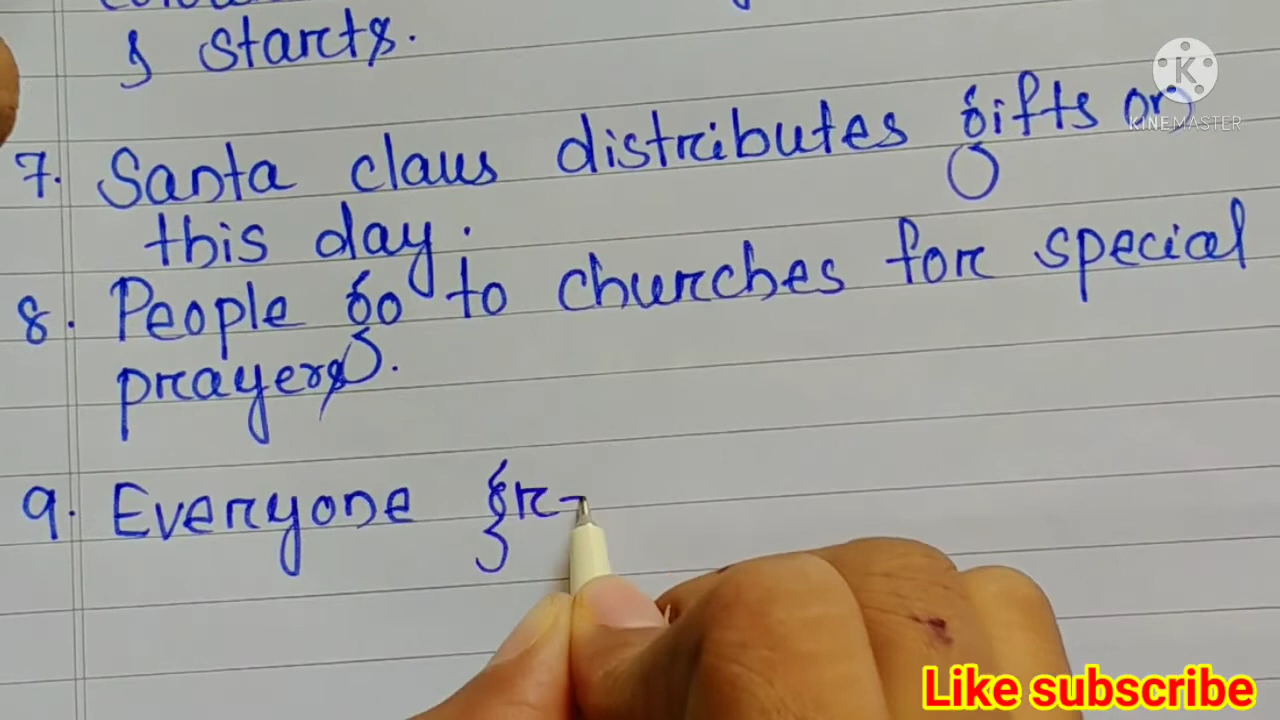 & starts.
7. Santa claus distributes gifts on
this day.
8. People go to churches for special
prayers.
9. Everyone gr
K
KINEMASTER
Like subscribe